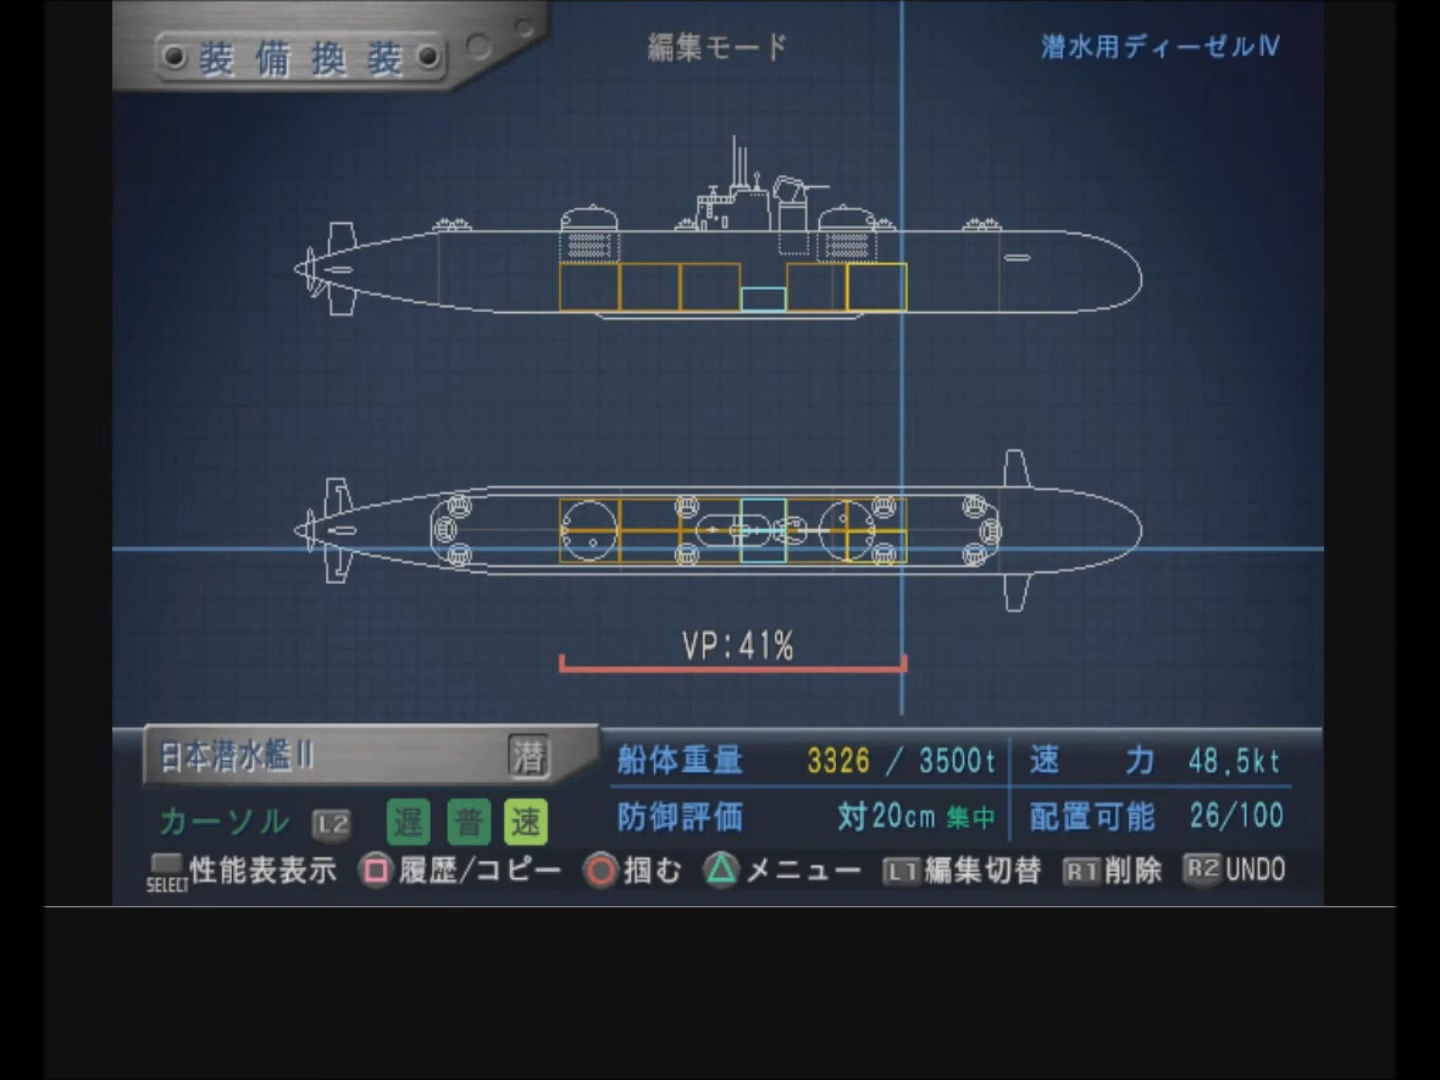 装備換装
編集モード
潜水用ディーゼルⅣ
VP:41%
日本潜水艦Ⅱ 潜
船体重量 3326 / 3500t
速力 48.5kt
カーソル L2 遅 普 速
防御評価 対20cm 集中
配置可能 26/100
SELECT 性能表表示 履歴/コピー 掴む メニュー L1 編集切替 R1 削除 R2 UNDO